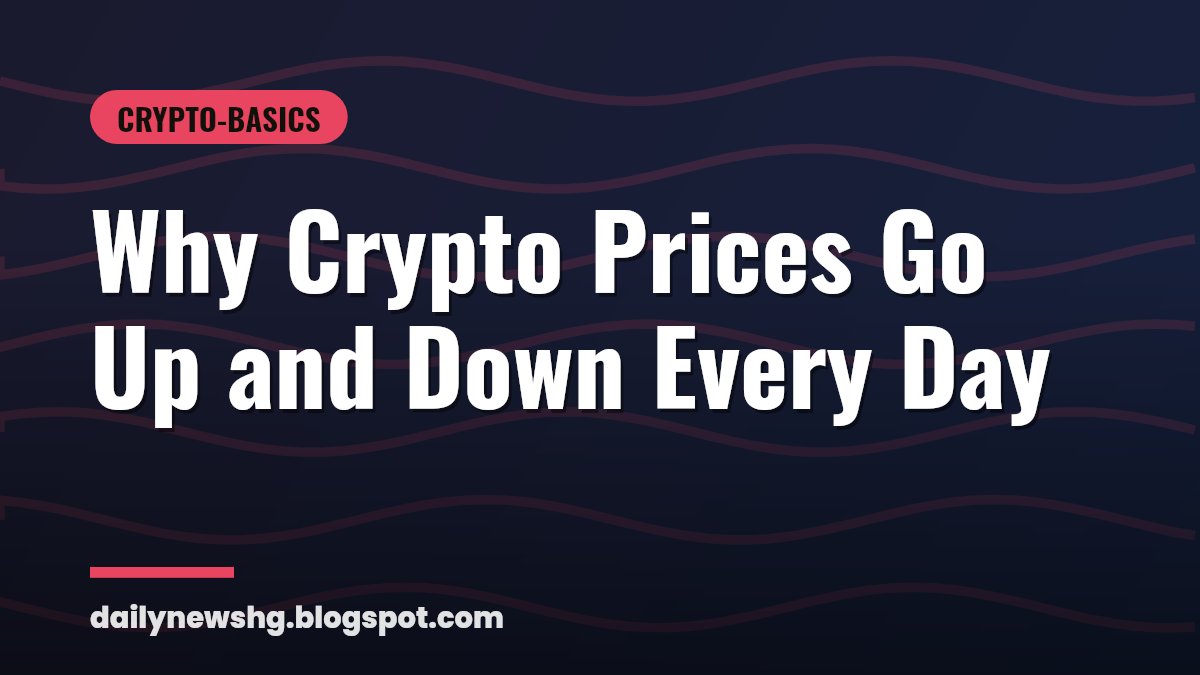 CRYPTO-BASICS
Why Crypto Prices Go
Up and Down Every Day
dailynewshg.blogspot.com